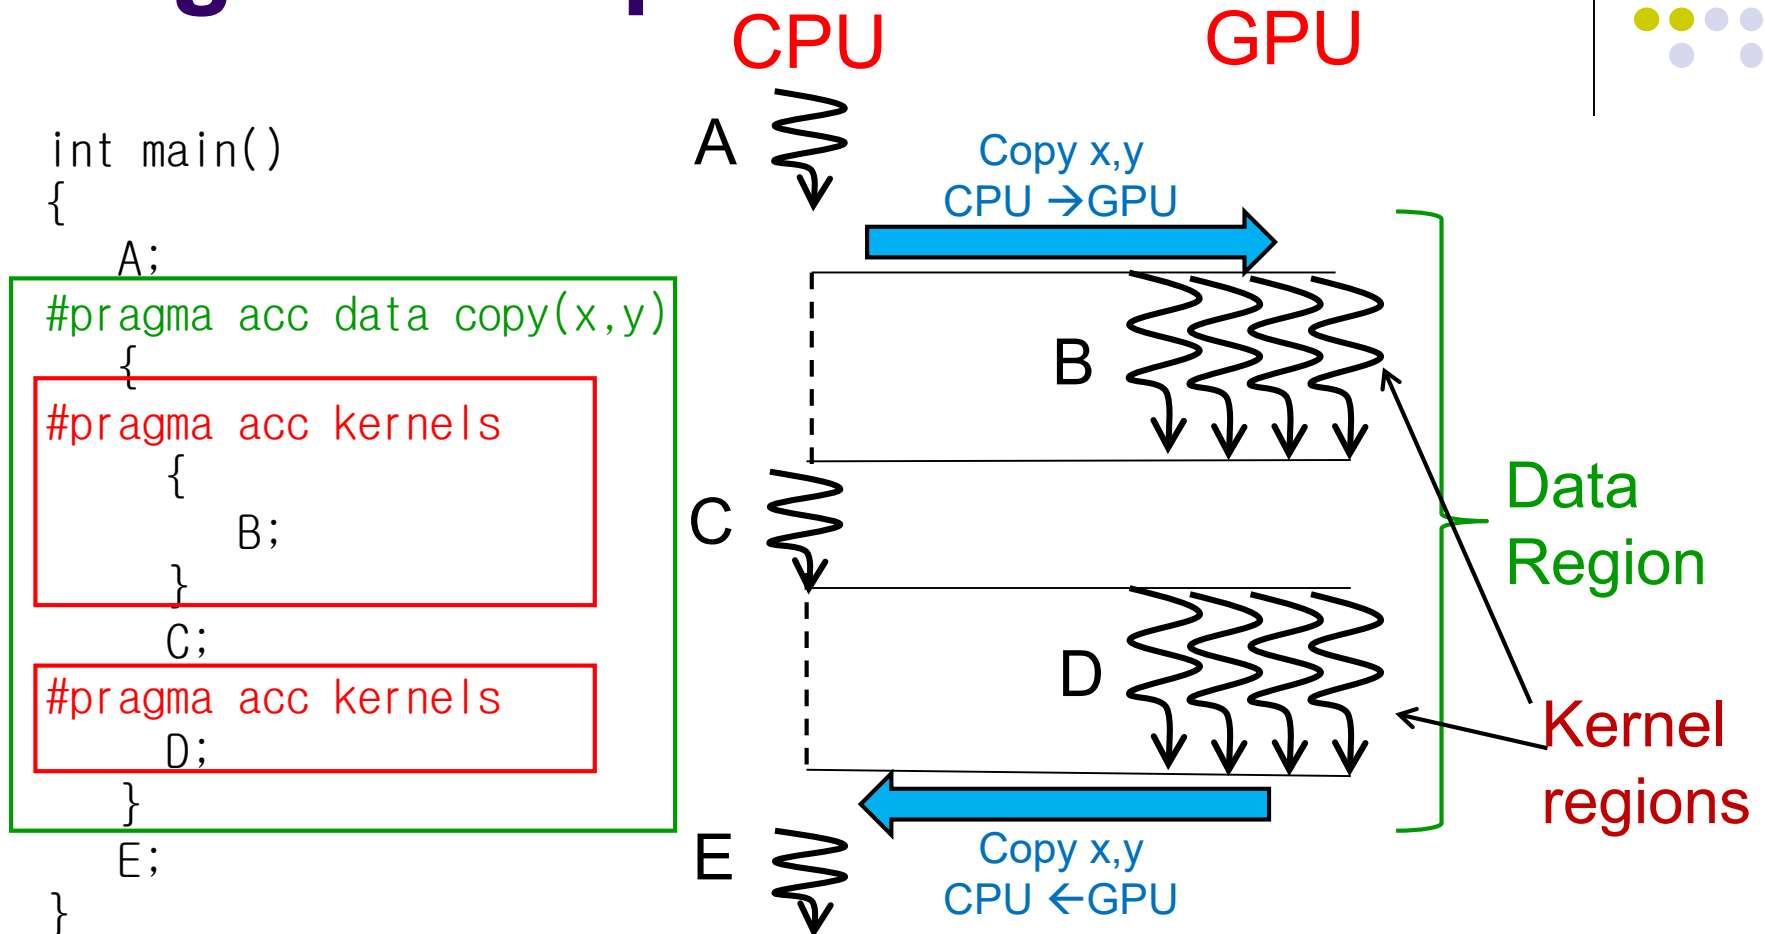 int main()
{
A;
#pragma acc data copy(x,y)
{
#pragma acc kernels
{
B;
}
C;
#pragma acc kernels
D;
}
E;
}
CPU
GPU
A
Copy x,y
CPU →GPU
B
C
D
E
Copy x,y
CPU ←GPU
Data
Region
Kernel
regions